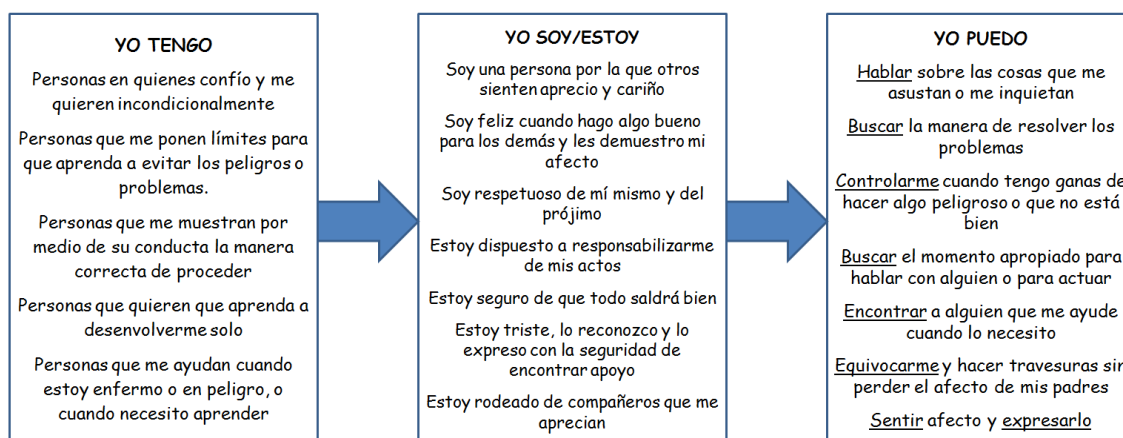 YO TENGO
Personas en quienes confío y me
quieren incondicionalmente
Personas que me ponen límites para
que aprenda a evitar los peligros o
problemas.
Personas que me muestran por
medio de su conducta la manera
correcta de proceder
Personas que quieren que aprenda a
desenvolverme solo
Personas que me ayudan cuando
estoy enfermo o en peligro, o
cuando necesito aprender
YO SOY/ESTOY
Soy una persona por la que otros
sienten aprecio y cariño
Soy feliz cuando hago algo bueno
para los demás y les demuestro mi
afecto
Soy respetuoso de mí mismo y del
prójimo
Estoy dispuesto a responsabilizarme
de mis actos
Estoy seguro de que todo saldrá bien
Estoy triste, lo reconozco y lo
expreso con la seguridad de
encontrar apoyo
Estoy rodeado de compañeros que me
aprecian
YO PUEDO
Hablar sobre las cosas que me
asustan o me inquietan
Buscar la manera de resolver los
problemas
Controlarme cuando tengo ganas de
hacer algo peligroso o que no está
bien
Buscar el momento apropiado para
hablar con alguien o para actuar
Encontrar a alguien que me ayude
cuando lo necesito
Equivocarme y hacer travesuras sin
perder el afecto de mis padres
Sentir afecto y expresarlo